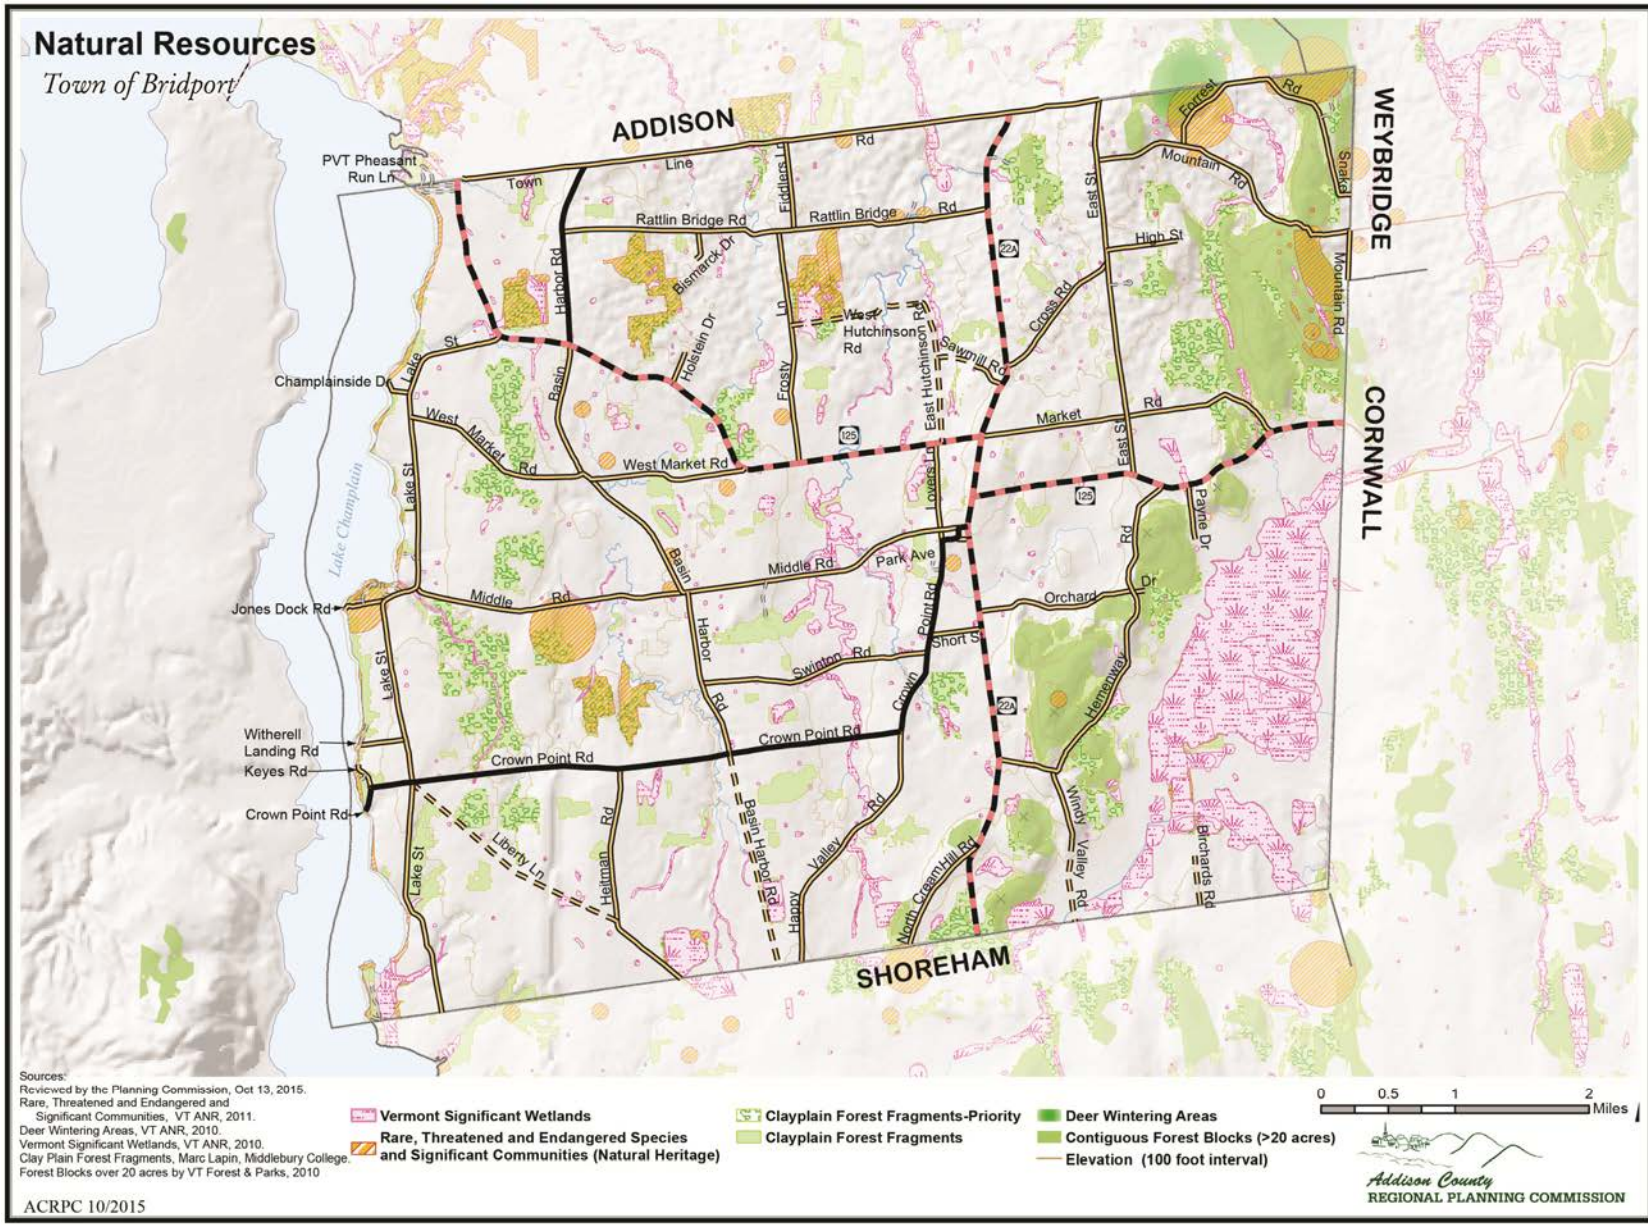 Natural Resources
Town of Bridport
ADDISON
WEYBRIDGE
CORNWALL
SHOREHAM
PVT Pheasant
Run Ln
Town
Line
Rd
Fiddlers Ln
Forrest
Rd
Mountain
Rd
Snake
Mountain Rd
East St
High St
Rattlin Bridge Rd
Rattlin Bridge
Rd
Bismarck Dr
Harbor Rd
Holstein Dr
Ln
Frosty
West
Hutchinson
Rd
East Hutchinson Rd
Sawmill Rd
Cross Rd
22A
Lake
St
Champlainside Dr
West
Market
Rd
Basin
West Market Rd
125
Market
Rd
East St
125
Lovers Ln
Payne Dr
Lake St
Lake Champlain
Basin
Middle Rd
Park Ave
Rd
Jones Dock Rd
Middle
Rd
Orchard
Dr
Point Rd
Short St
Harbor
Rd
Swinton Rd
Crown
Lake St
Hemenway
22A
Witherell
Landing Rd
Keyes Rd
Crown Point Rd
Crown Point Rd
Crown Point Rd
Liberty Ln
Heitman
Rd
Basin Harbor Rd
Happy
Valley
Rd
North Cream Hill Rd
Windy
Valley Rd
Birchards Rd
Lake St
Sources:
Reviewed by the Planning Commission, Oct 13, 2015.
Rare, Threatened and Endangered and
Significant Communities, VT ANR, 2011.
Deer Wintering Areas, VT ANR, 2010.
Vermont Significant Wetlands, VT ANR, 2010.
Clay Plain Forest Fragments, Marc Lapin, Middlebury College.
Forest Blocks over 20 acres by VT Forest & Parks, 2010
ACRPC 10/2015
Vermont Significant Wetlands
Rare, Threatened and Endangered Species
and Significant Communities (Natural Heritage)
Clayplain Forest Fragments-Priority
Clayplain Forest Fragments
Deer Wintering Areas
Contiguous Forest Blocks (>20 acres)
Elevation (100 foot interval)
0 0.5 1 2
Miles
Addison County
REGIONAL PLANNING COMMISSION